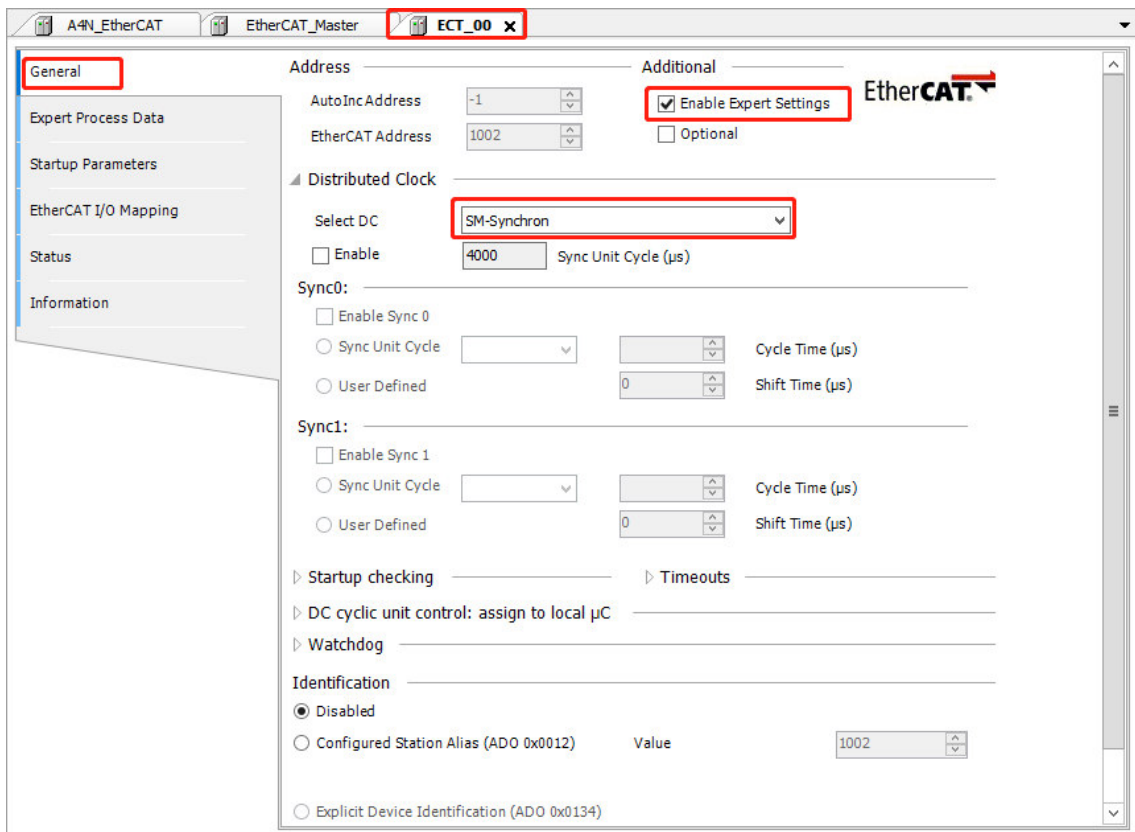 A4N_EtherCAT EtherCAT_Master ECT_00 X
General
Expert Process Data
Startup Parameters
EtherCAT I/O Mapping
Status
Information
Address
AutoInc Address -1
EtherCAT Address 1002
Additional
Enable Expert Settings
Optional
EtherCAT.
Distributed Clock
Select DC SM-Synchron
Enable 4000 Sync Unit Cycle (µs)
Sync0:
Enable Sync 0
Sync Unit Cycle Cycle Time (µs)
User Defined 0 Shift Time (µs)
Sync1:
Enable Sync 1
Sync Unit Cycle Cycle Time (µs)
User Defined 0 Shift Time (µs)
Startup checking Timeouts
DC cyclic unit control: assign to local µC
Watchdog
Identification
Disabled
Configured Station Alias (ADO 0x0012) Value 1002
Explicit Device Identification (ADO 0x0134)